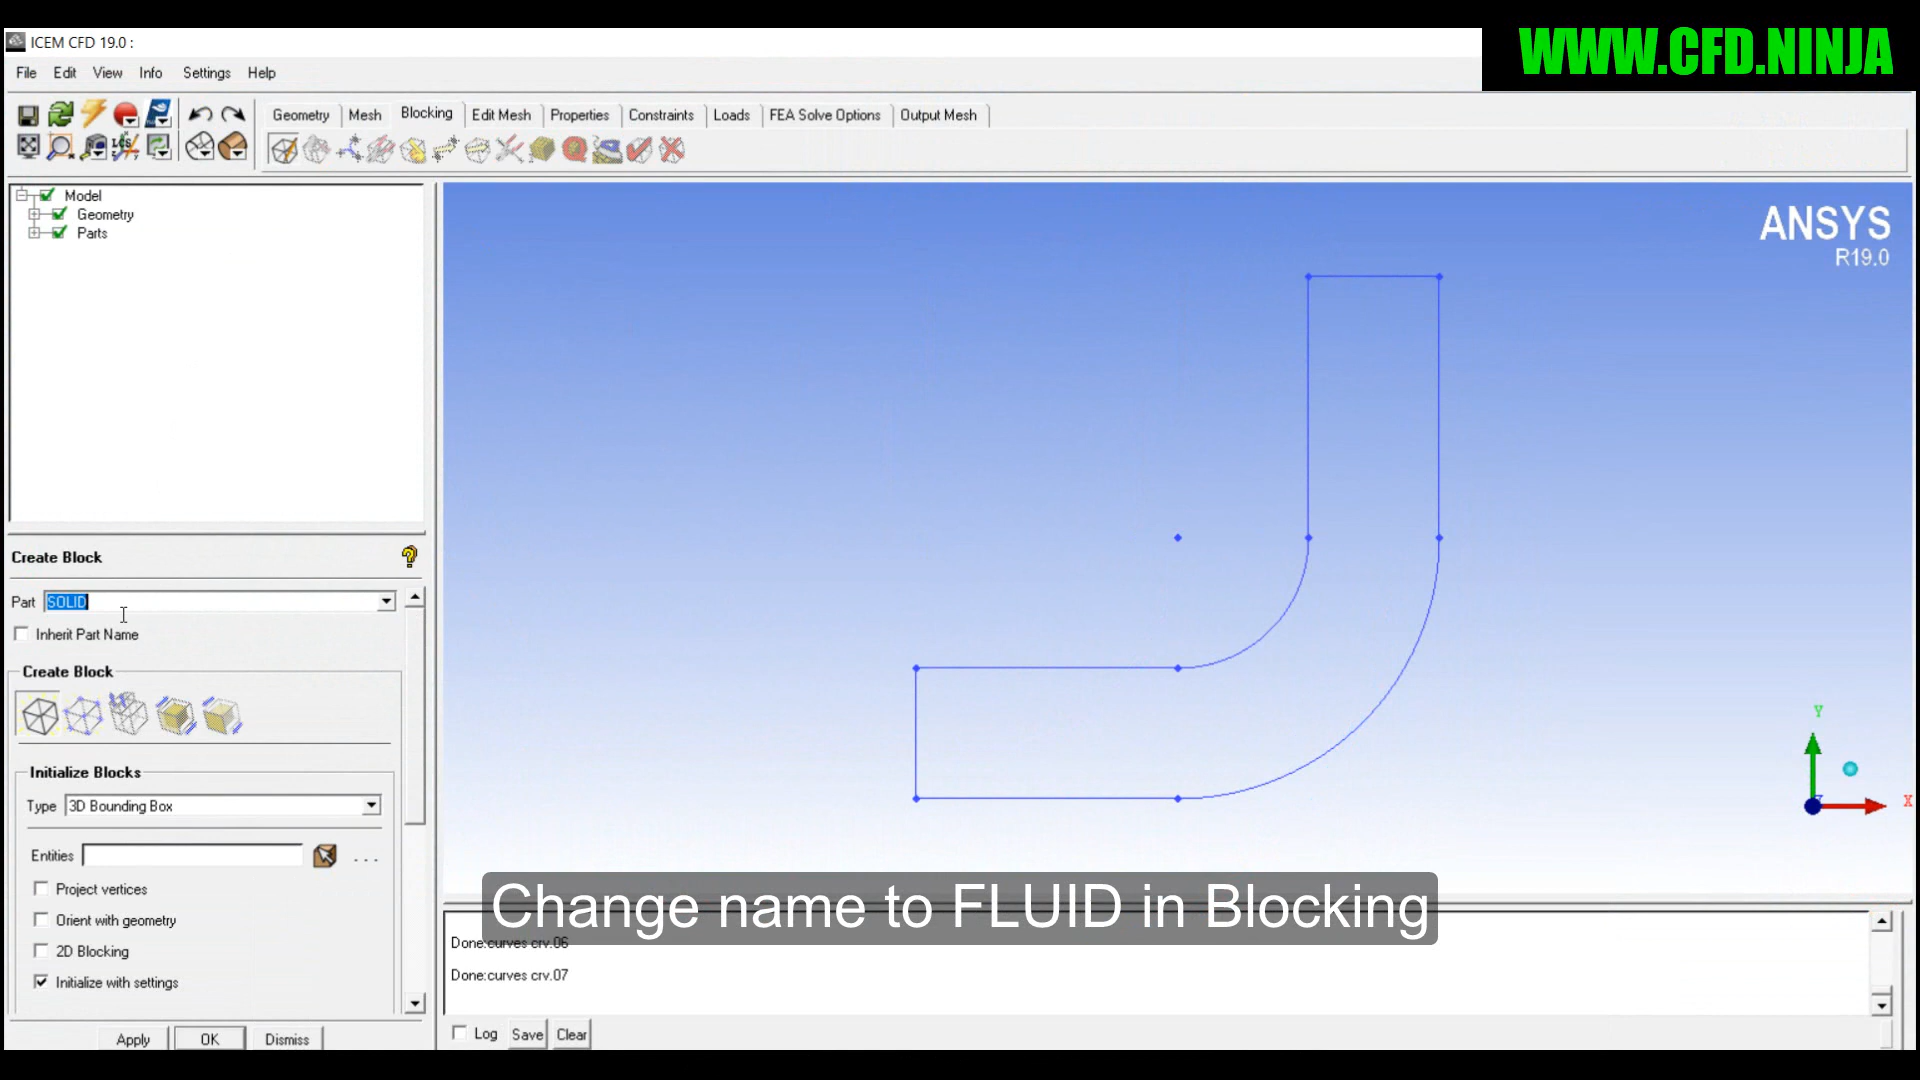 WWW.CFD.NINJA
ICEM CFD 19.0 :
File Edit View Info Settings Help
Geometry Mesh Blocking Edit Mesh Properties Constraints Loads FEA Solve Options Output Mesh
LCS
Model
Geometry
Parts
ANSYS
R19.0
Create Block
Part SOLID
Inherit Part Name
Create Block
Initialize Blocks
Type 3D Bounding Box
Entities ...
Project vertices
Orient with geometry
2D Blocking
Initialize with settings
Apply OK Dismiss
Y
Z
X
Change name to FLUID in Blocking
Done:curves crv.06
Done:curves crv.07
Log Save Clear